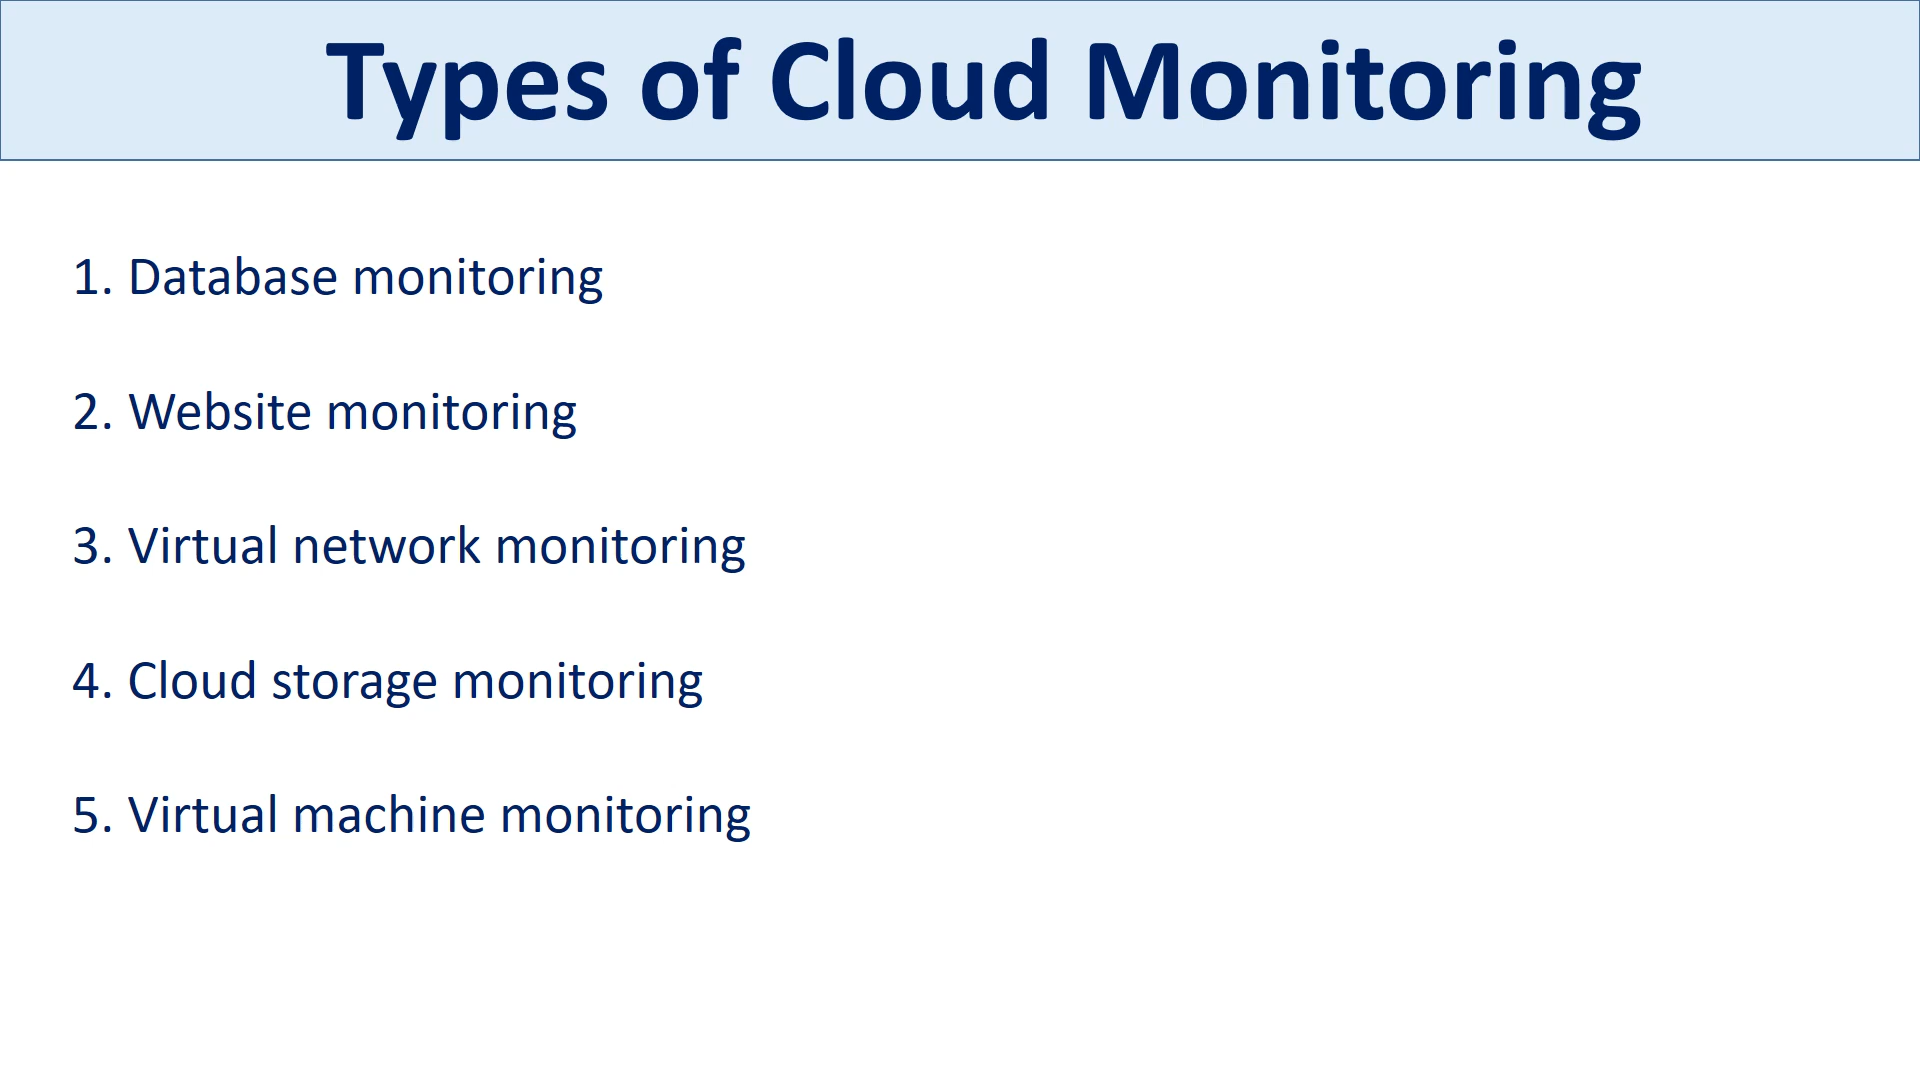 Types of Cloud Monitoring
1. Database monitoring
2. Website monitoring
3. Virtual network monitoring
4. Cloud storage monitoring
5. Virtual machine monitoring